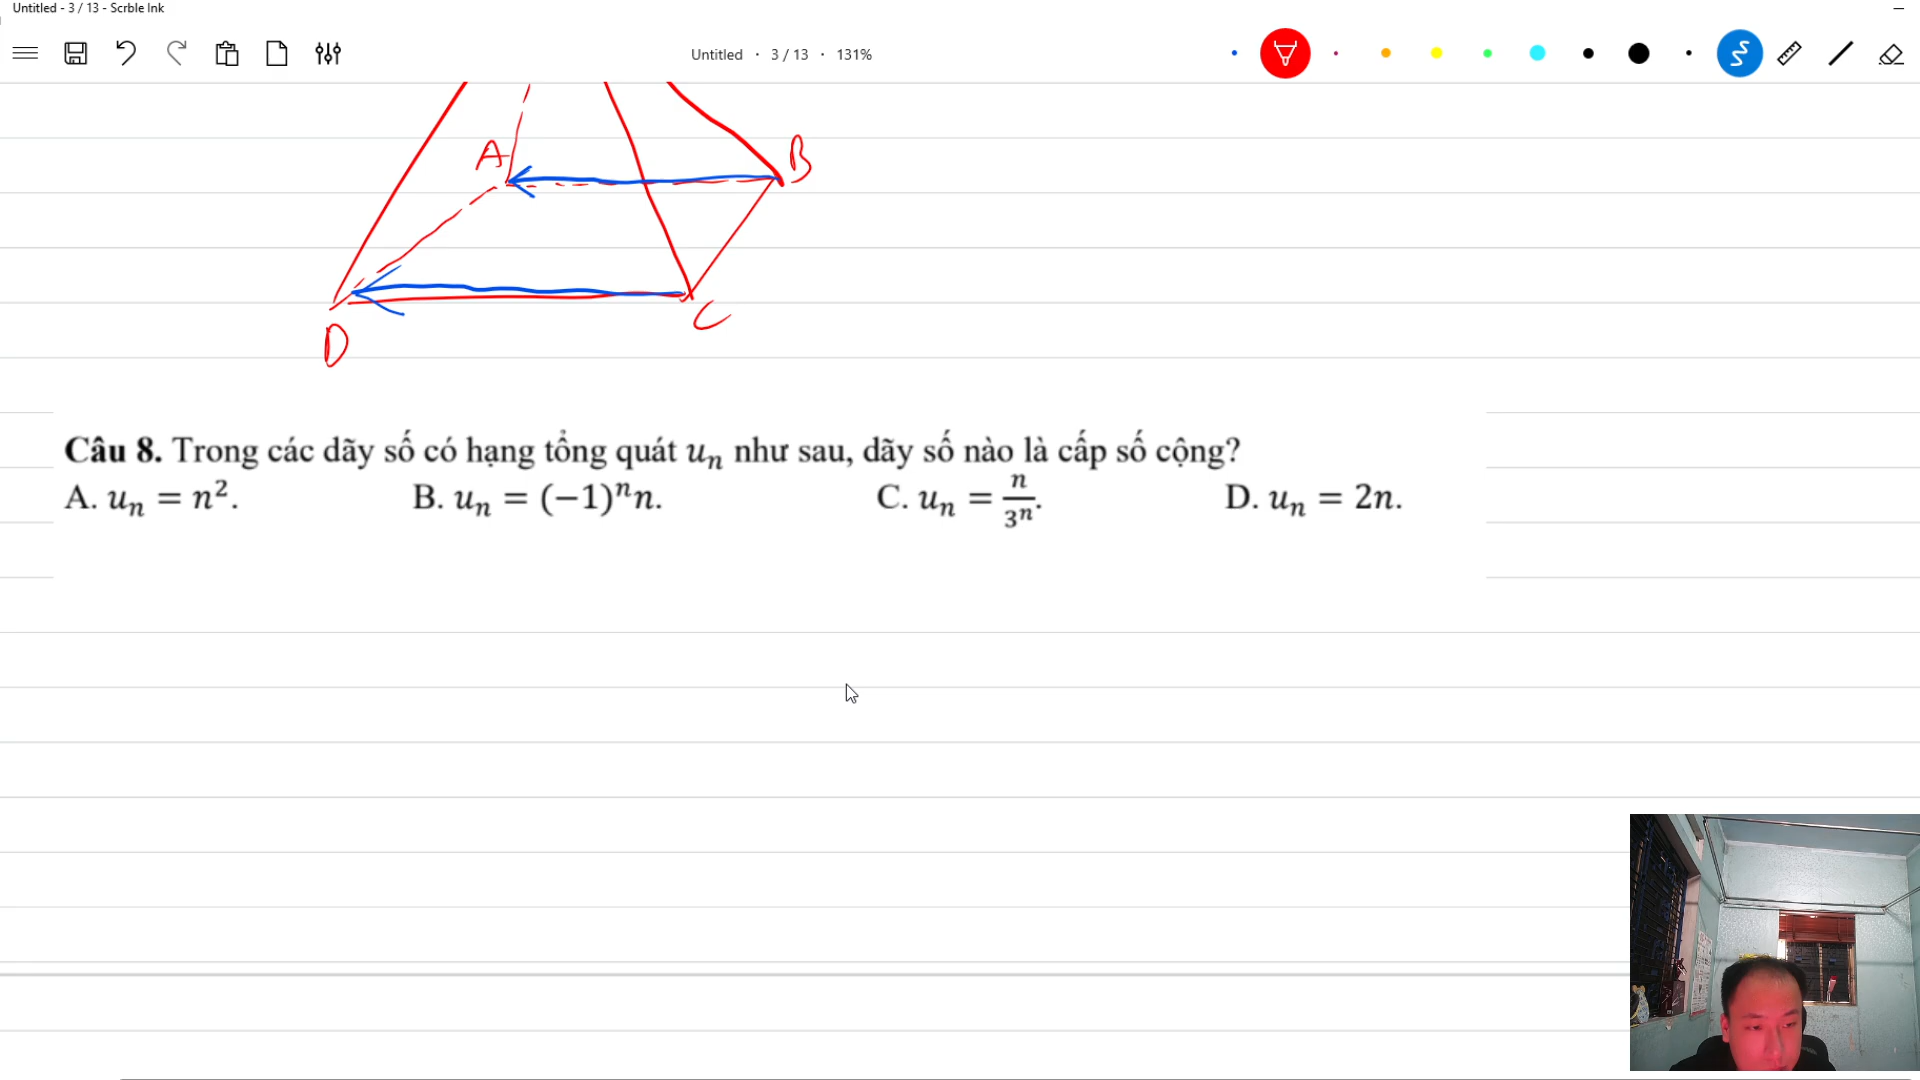 Untitled - 3 / 13 - Scrble Ink
Untitled · 3 / 13 · 131%
A
B
C
D
Câu 8. Trong các dãy số có hạng tổng quát uₙ như sau, dãy số nào là cấp số cộng?
A. uₙ = n². B. uₙ = (−1)ⁿn. C. uₙ = n/3ⁿ. D. uₙ = 2n.